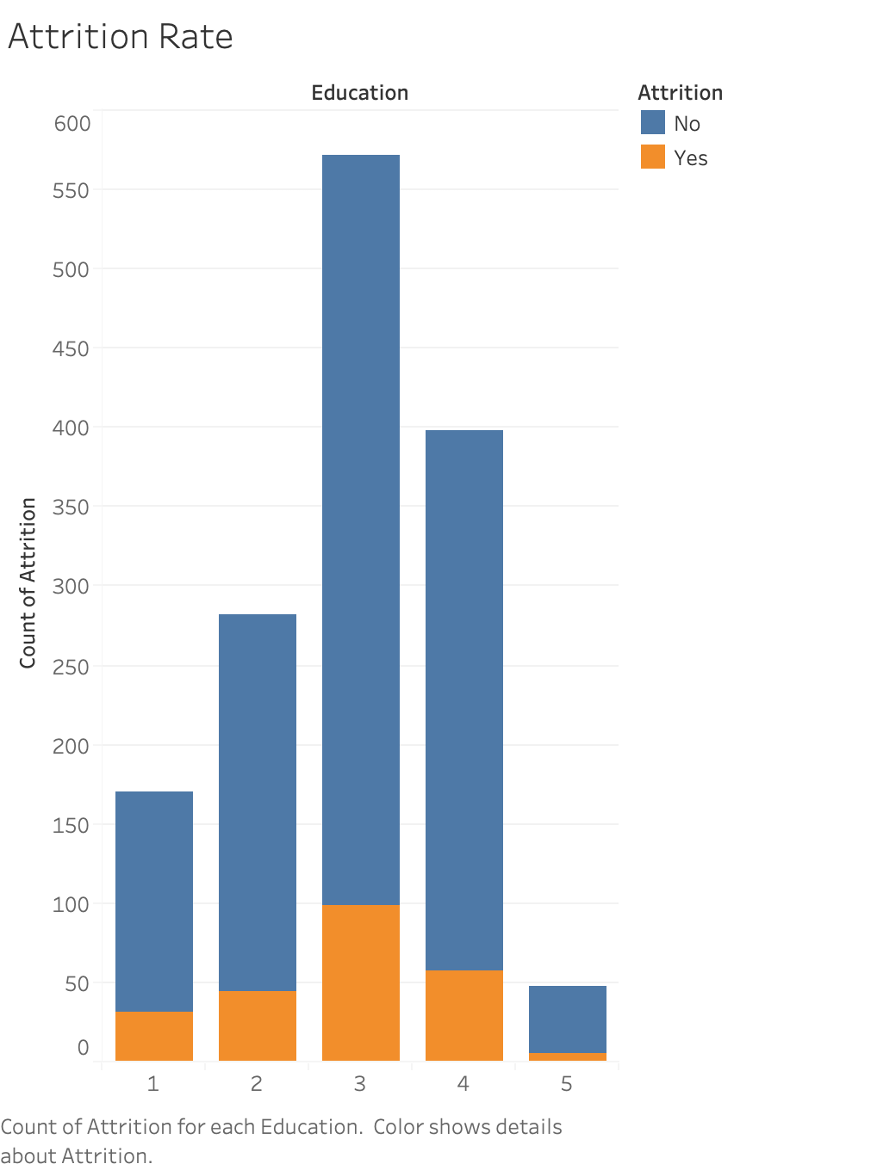 Attrition Rate
Education
Attrition
No
Yes
600
550
500
450
400
350
300
250
200
150
100
50
0
Count of Attrition
1 2 3 4 5
Count of Attrition for each Education.  Color shows details
about Attrition.